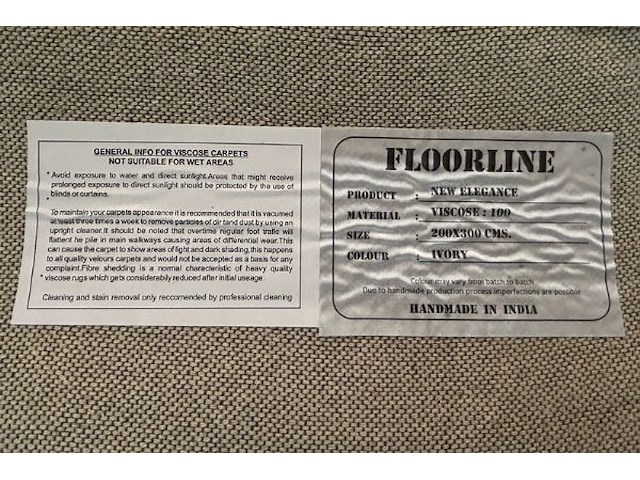 GENERAL INFO FOR VISCOSE CARPETS
NOT SUITABLE FOR WET AREAS
* Avoid exposure to water and direct sunlight.Areas that might receive
prolonged exposure to direct sunlight should be protected by the use of
* blinds or curtains.
To maintain your carpets appearance it is recommended that it is vacumed
at least three times a week to remove particles of dir tand dust by using an
upright cleaner.It should be noted that overtime regular foot traffic will
flatten he pile in main walkways causing areas of differential wear.This
can cause the carpet to show areas of light and dark shading,this happens
to all quality velours carpets and would not be accepted as a basis for any
complaint.Fibre shedding is a normal characteristic of heavy quality
* viscose rugs which gets considerabily reduced after initial useage.
Cleaning and stain removal only reccomended by professional cleaning
FLOORLINE
PRODUCT : NEW ELEGANCE
MATERIAL : VISCOSE : 100
SIZE : 200X300 CMS.
COLOUR : IVORY
Colour may vary from batch to batch
Due to handmade production process imperfections are possible
HANDMADE IN INDIA